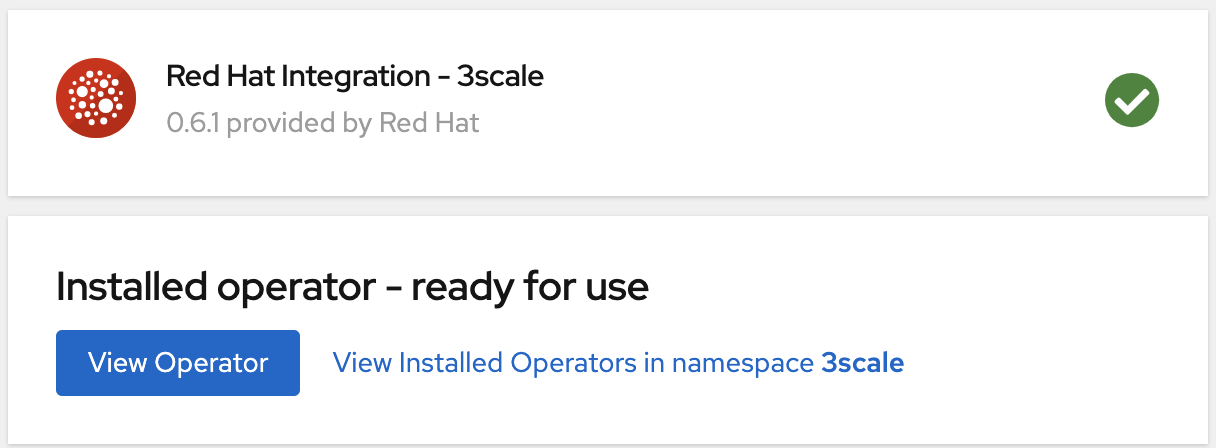 Red Hat Integration - 3scale
0.6.1 provided by Red Hat
Installed operator - ready for use
View Operator
View Installed Operators in namespace 3scale